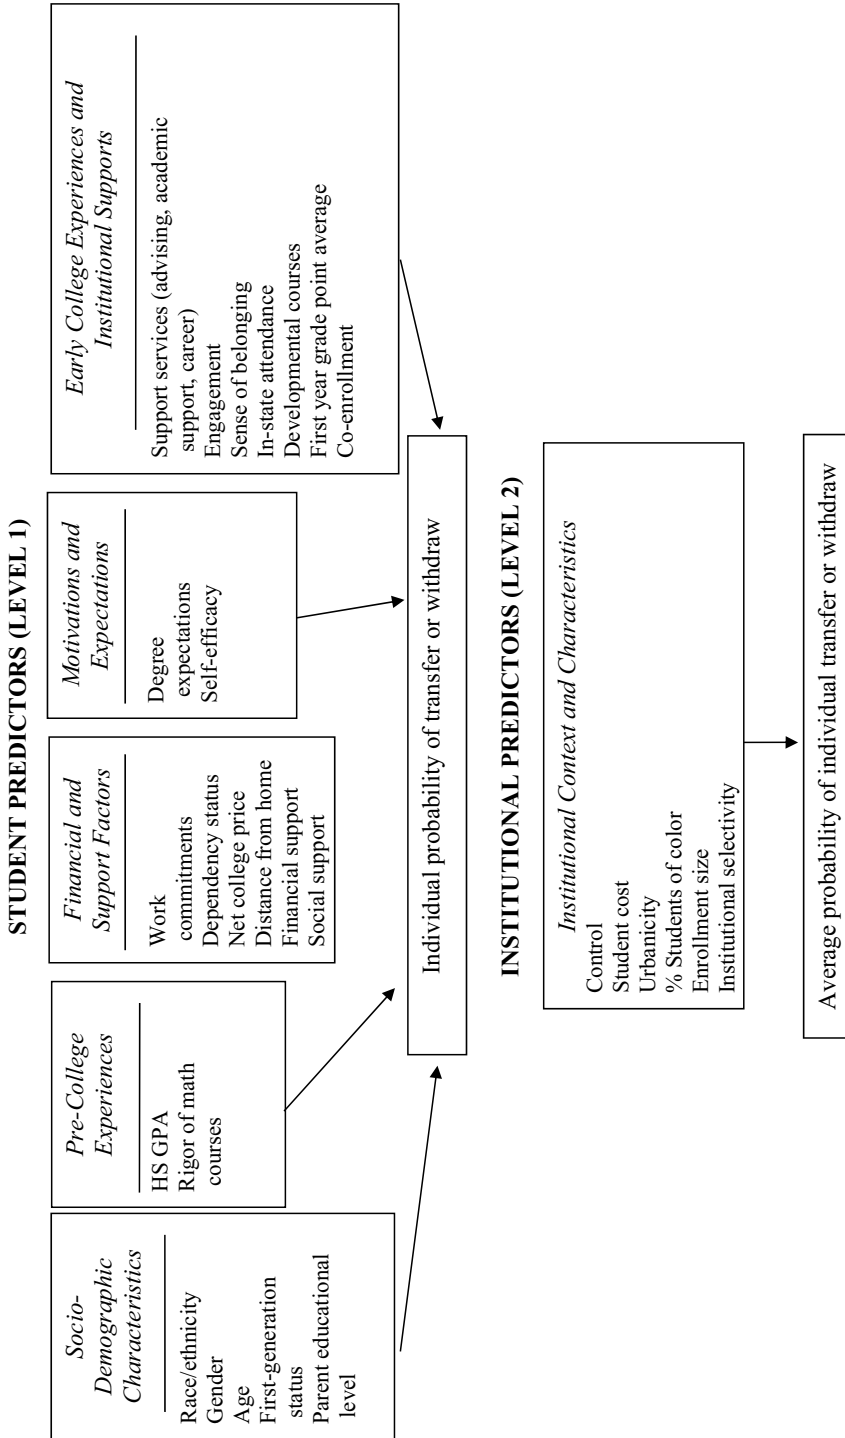 STUDENT PREDICTORS (LEVEL 1)
Socio-
Demographic
Characteristics
Race/ethnicity
Gender
Age
First-generation
status
Parent educational
level
Pre-College
Experiences
HS GPA
Rigor of math
courses
Financial and
Support Factors
Work
commitments
Dependency status
Net college price
Distance from home
Financial support
Social support
Motivations and
Expectations
Degree
expectations
Self-efficacy
Early College Experiences and
Institutional Supports
Support services (advising, academic
support, career)
Engagement
Sense of belonging
In-state attendance
Developmental courses
First year grade point average
Co-enrollment
Individual probability of transfer or withdraw
INSTITUTIONAL PREDICTORS (LEVEL 2)
Institutional Context and Characteristics
Control
Student cost
Urbanicity
% Students of color
Enrollment size
Institutional selectivity
Average probability of individual transfer or withdraw